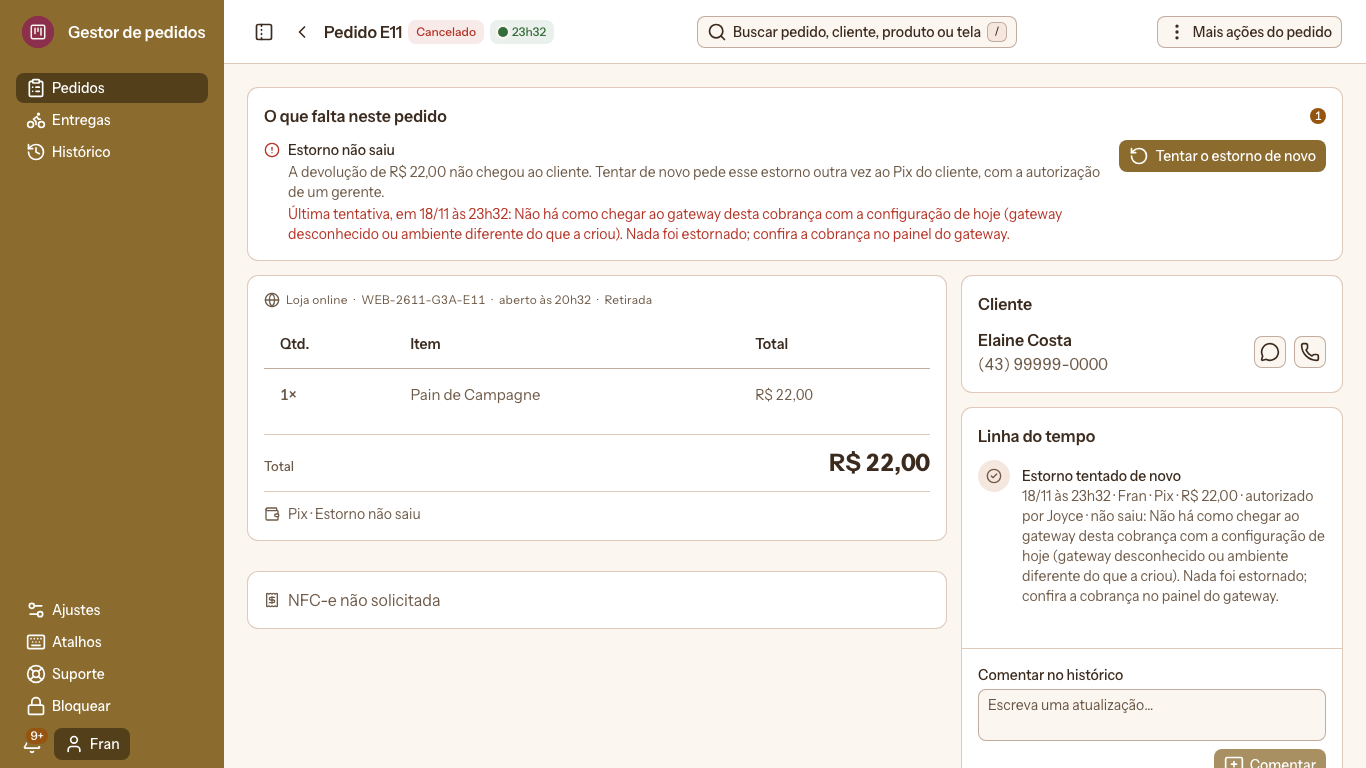 Gestor de pedidos
Pedido E11
Cancelado
23h32
Buscar pedido, cliente, produto ou tela
/
Mais ações do pedido
Pedidos
Entregas
Histórico
O que falta neste pedido
1
Estorno não saiu
A devolução de R$ 22,00 não chegou ao cliente. Tentar de novo pede esse estorno outra vez ao Pix do cliente, com a autorização
de um gerente.
Última tentativa, em 18/11 às 23h32: Não há como chegar ao gateway desta cobrança com a configuração de hoje (gateway
desconhecido ou ambiente diferente do que a criou). Nada foi estornado; confira a cobrança no painel do gateway.
Tentar o estorno de novo
Loja online · WEB-2611-G3A-E11 · aberto às 20h32 · Retirada
Qtd. Item Total
1× Pain de Campagne R$ 22,00
Total R$ 22,00
Pix · Estorno não saiu
NFC-e não solicitada
Cliente
Elaine Costa
(43) 99999-0000
Linha do tempo
Estorno tentado de novo
18/11 às 23h32 · Fran · Pix · R$ 22,00 · autorizado
por Joyce · não saiu: Não há como chegar ao
gateway desta cobrança com a configuração de
hoje (gateway desconhecido ou ambiente
diferente do que a criou). Nada foi estornado;
confira a cobrança no painel do gateway.
Comentar no histórico
Escreva uma atualização...
Comentar
Ajustes
Atalhos
Suporte
Bloquear
9+
Fran